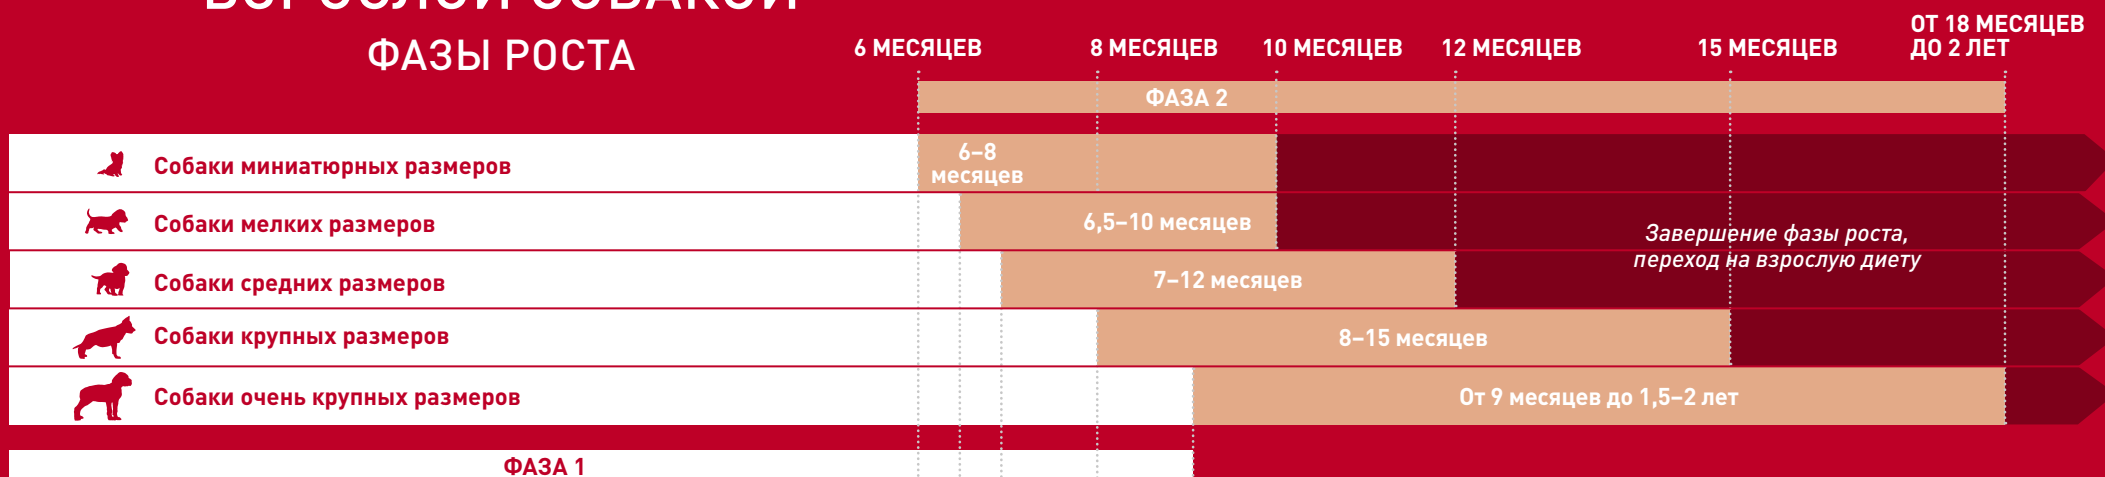 ВЗРОСЛОЙ СОБАКОЙ
ФАЗЫ РОСТА
6 МЕСЯЦЕВ
8 МЕСЯЦЕВ
10 МЕСЯЦЕВ
12 МЕСЯЦЕВ
15 МЕСЯЦЕВ
ОТ 18 МЕСЯЦЕВ
ДО 2 ЛЕТ
ФАЗА 2
Собаки миниатюрных размеров
6–8
месяцев
Собаки мелких размеров
6,5–10 месяцев
Собаки средних размеров
7–12 месяцев
Завершение фазы роста,
переход на взрослую диету
Собаки крупных размеров
8–15 месяцев
Собаки очень крупных размеров
От 9 месяцев до 1,5–2 лет
ФАЗА 1